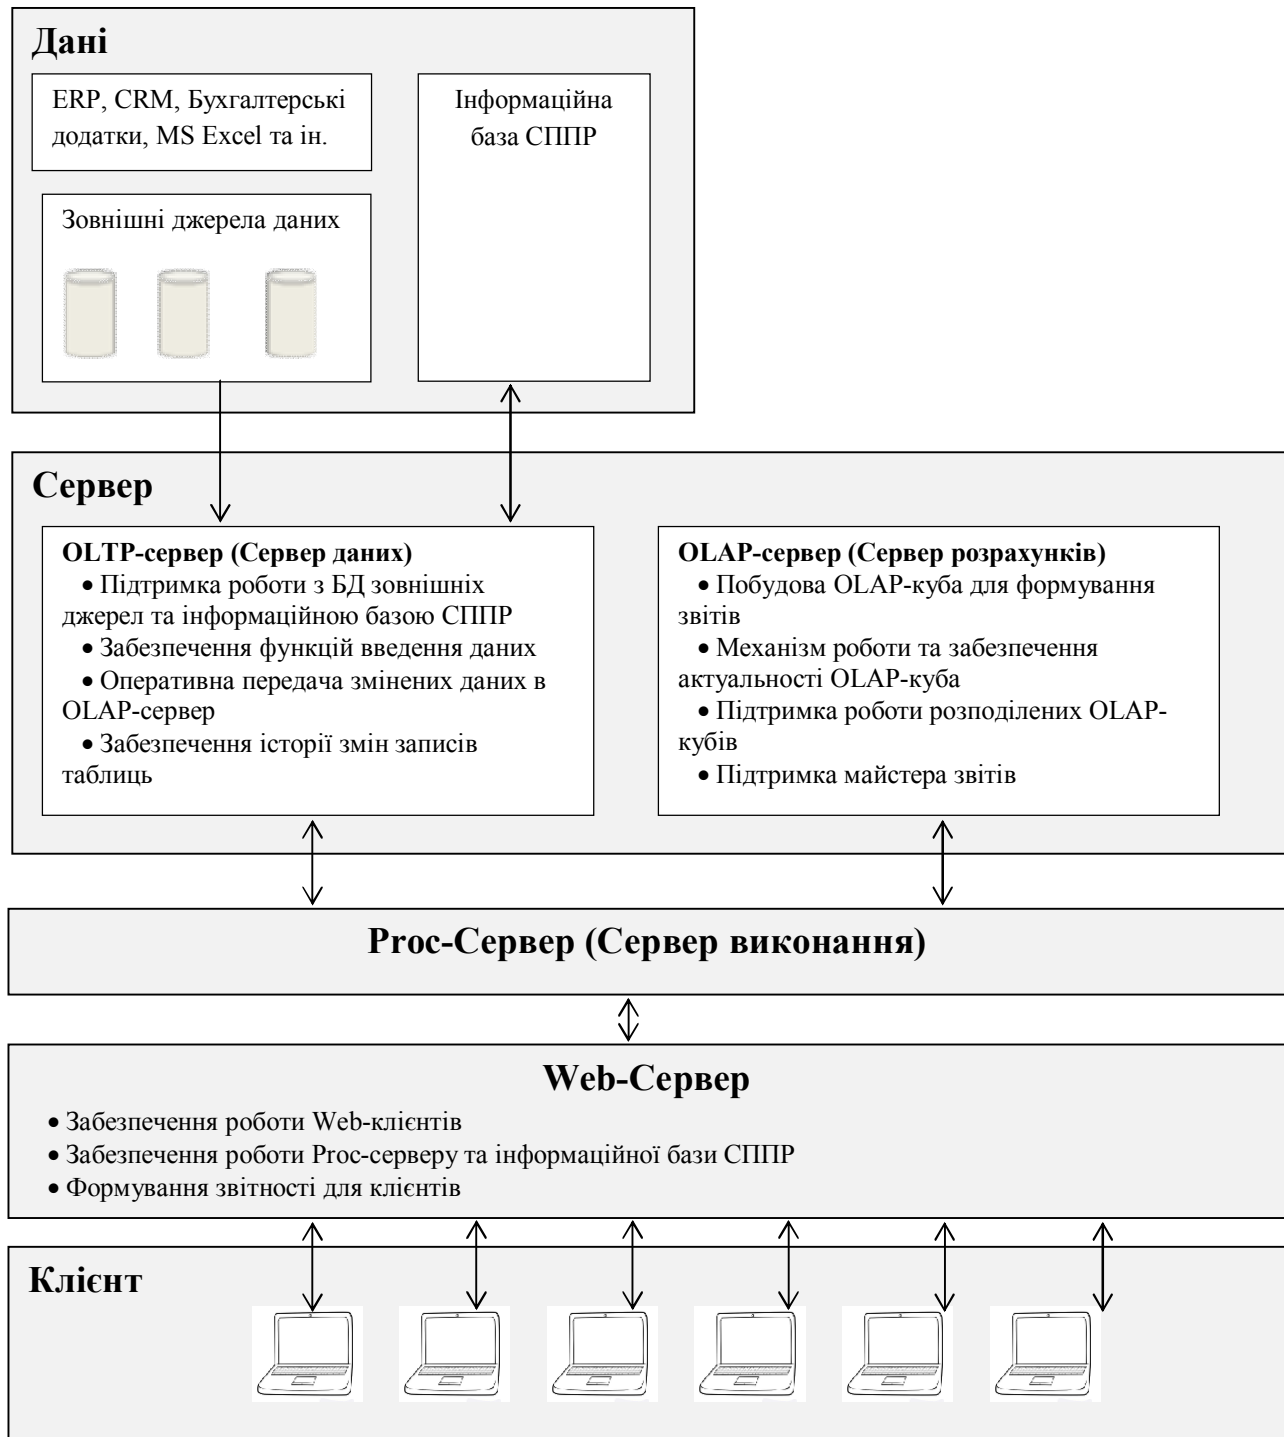 Дані
ERP, CRM, Бухгалтерські
додатки, MS Excel та ін.
Інформаційна
база СППР
Зовнішні джерела даних
Сервер
OLTP-сервер (Сервер даних)
• Підтримка роботи з БД зовнішніх
джерел та інформаційною базою СППР
• Забезпечення функцій введення даних
• Оперативна передача змінених даних в
OLAP-сервер
• Забезпечення історії змін записів
таблиць
OLAP-сервер (Сервер розрахунків)
• Побудова OLAP-куба для формування
звітів
• Механізм роботи та забезпечення
актуальності OLAP-куба
• Підтримка роботи розподілених OLAP-
кубів
• Підтримка майстера звітів
Proc-Сервер (Сервер виконання)
Web-Сервер
• Забезпечення роботи Web-клієнтів
• Забезпечення роботи Proc-серверу та інформаційної бази СППР
• Формування звітності для клієнтів
Клієнт